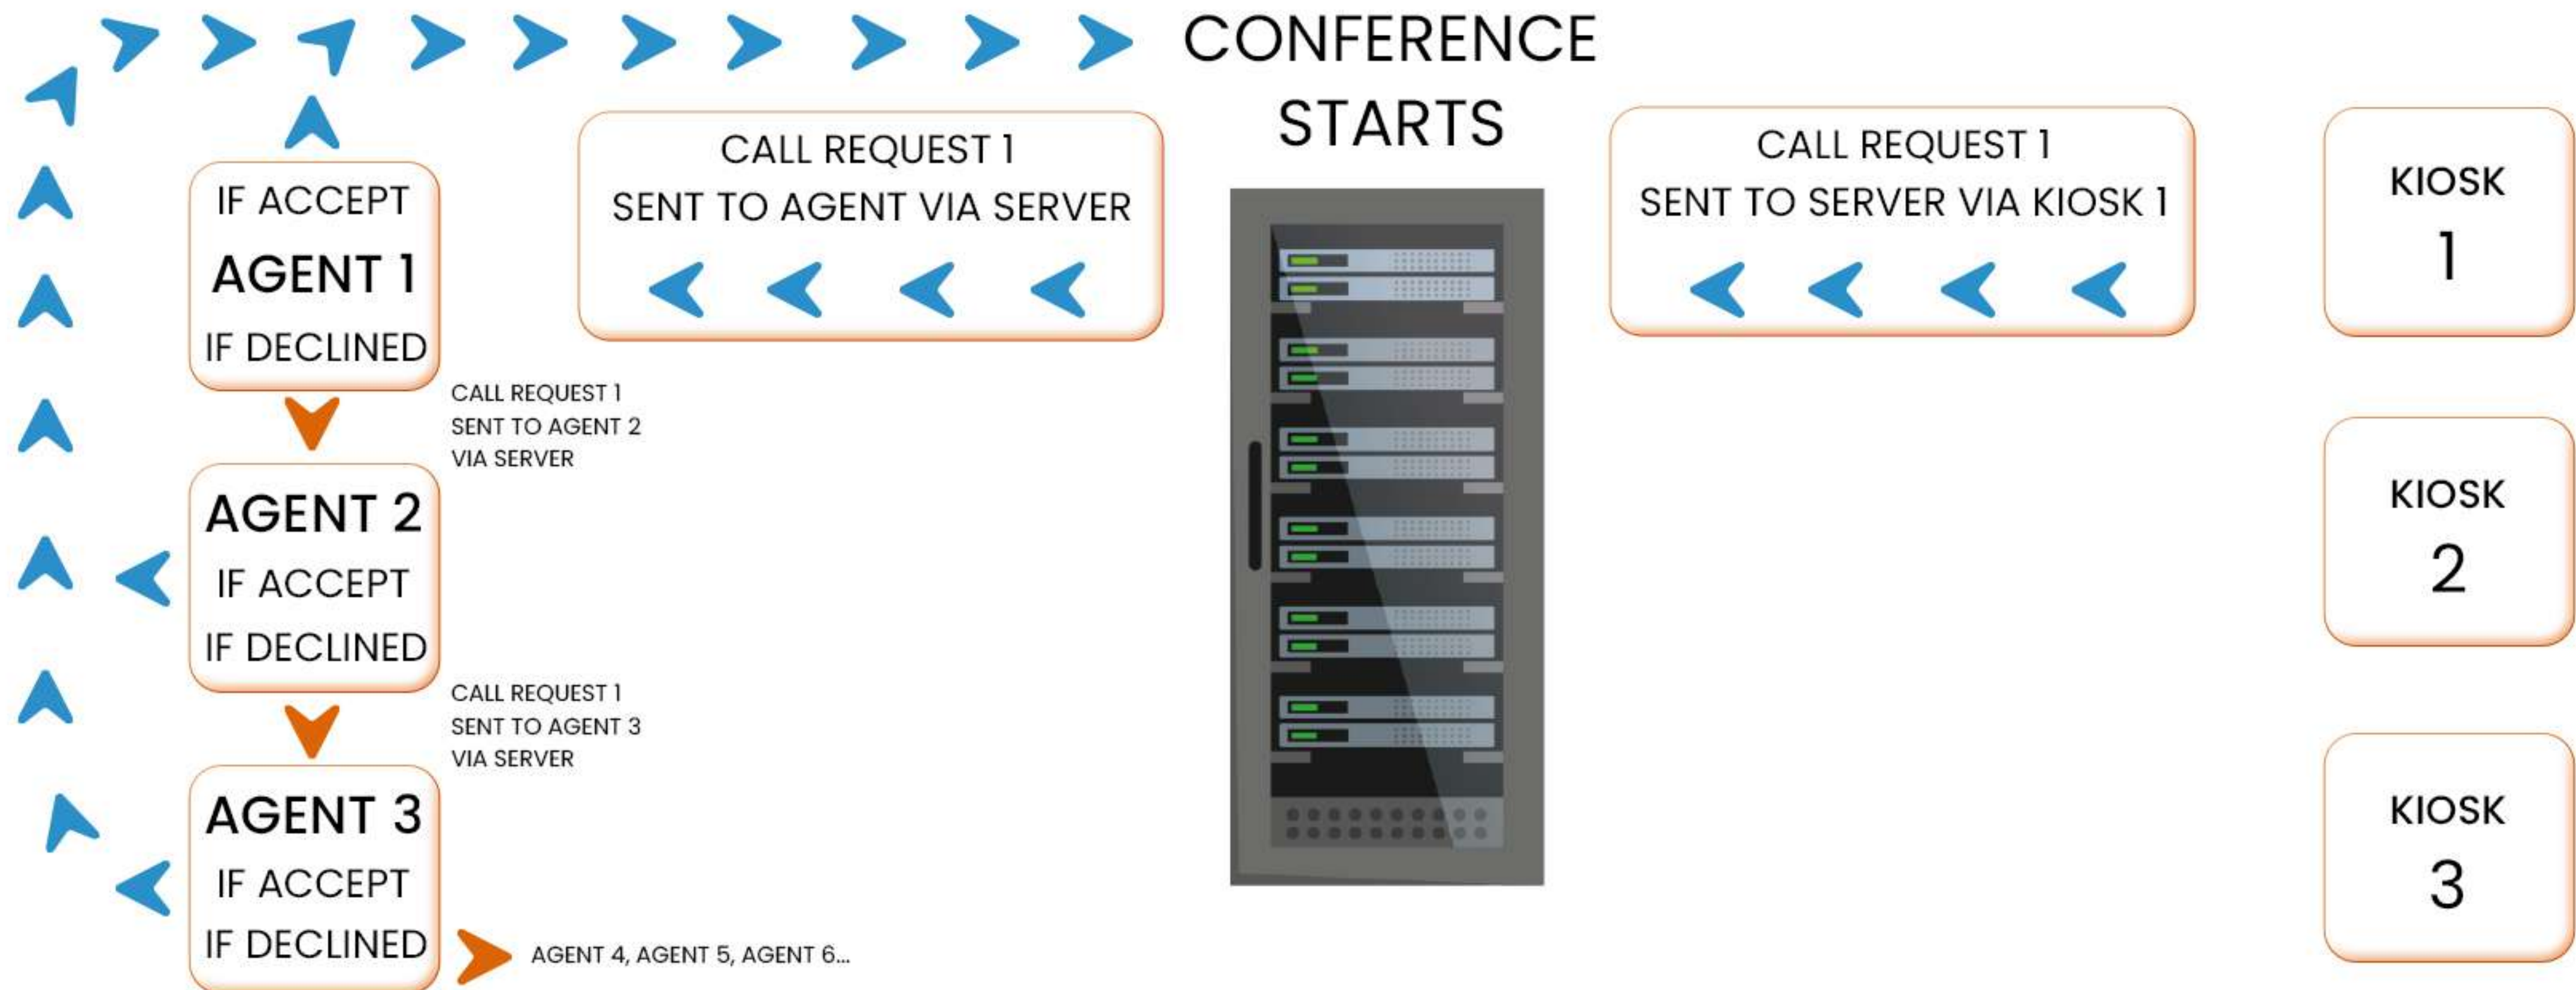 CONFERENCE
STARTS
IF ACCEPT
AGENT 1
IF DECLINED
CALL REQUEST 1
SENT TO AGENT VIA SERVER
CALL REQUEST 1
SENT TO SERVER VIA KIOSK 1
KIOSK
1
CALL REQUEST 1
SENT TO AGENT 2
VIA SERVER
AGENT 2
IF ACCEPT
IF DECLINED
KIOSK
2
CALL REQUEST 1
SENT TO AGENT 3
VIA SERVER
AGENT 3
IF ACCEPT
IF DECLINED
AGENT 4, AGENT 5, AGENT 6...
KIOSK
3